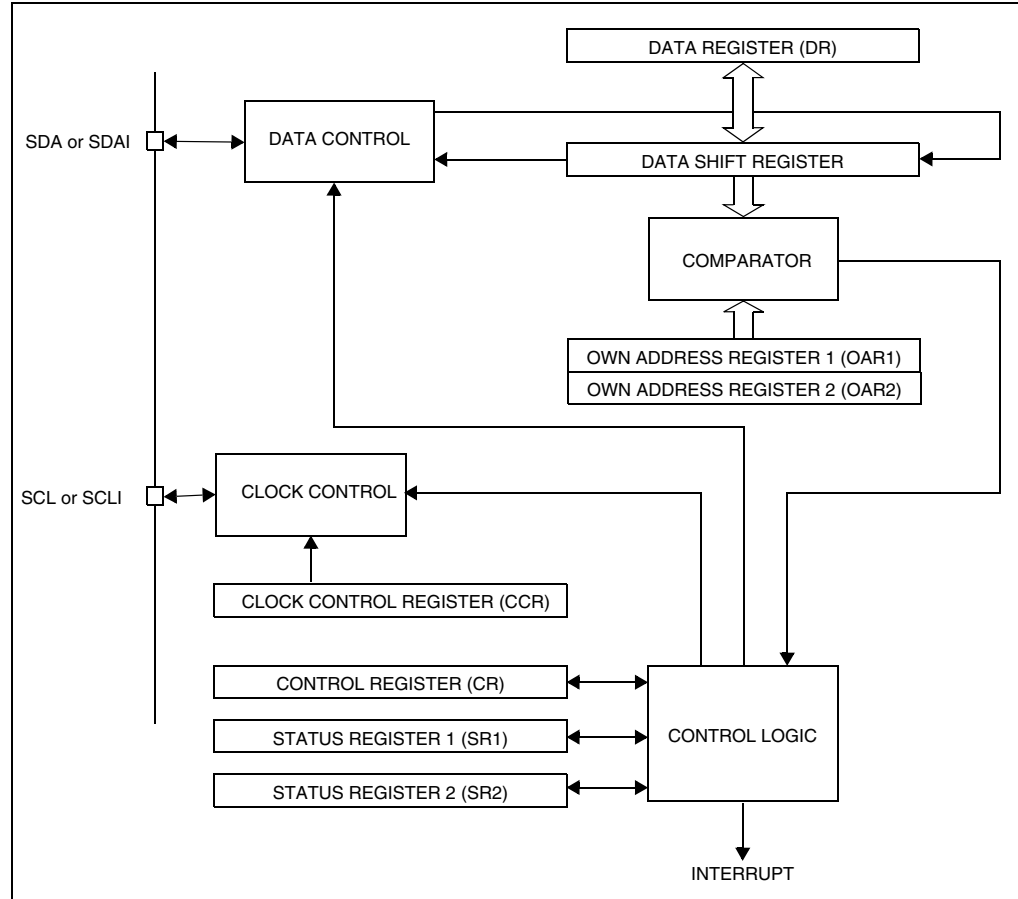 DATA REGISTER (DR)
SDA or SDAI
DATA CONTROL
DATA SHIFT REGISTER
COMPARATOR
OWN ADDRESS REGISTER 1 (OAR1)
OWN ADDRESS REGISTER 2 (OAR2)
SCL or SCLI
CLOCK CONTROL
CLOCK CONTROL REGISTER (CCR)
CONTROL REGISTER (CR)
STATUS REGISTER 1 (SR1)
CONTROL LOGIC
STATUS REGISTER 2 (SR2)
INTERRUPT